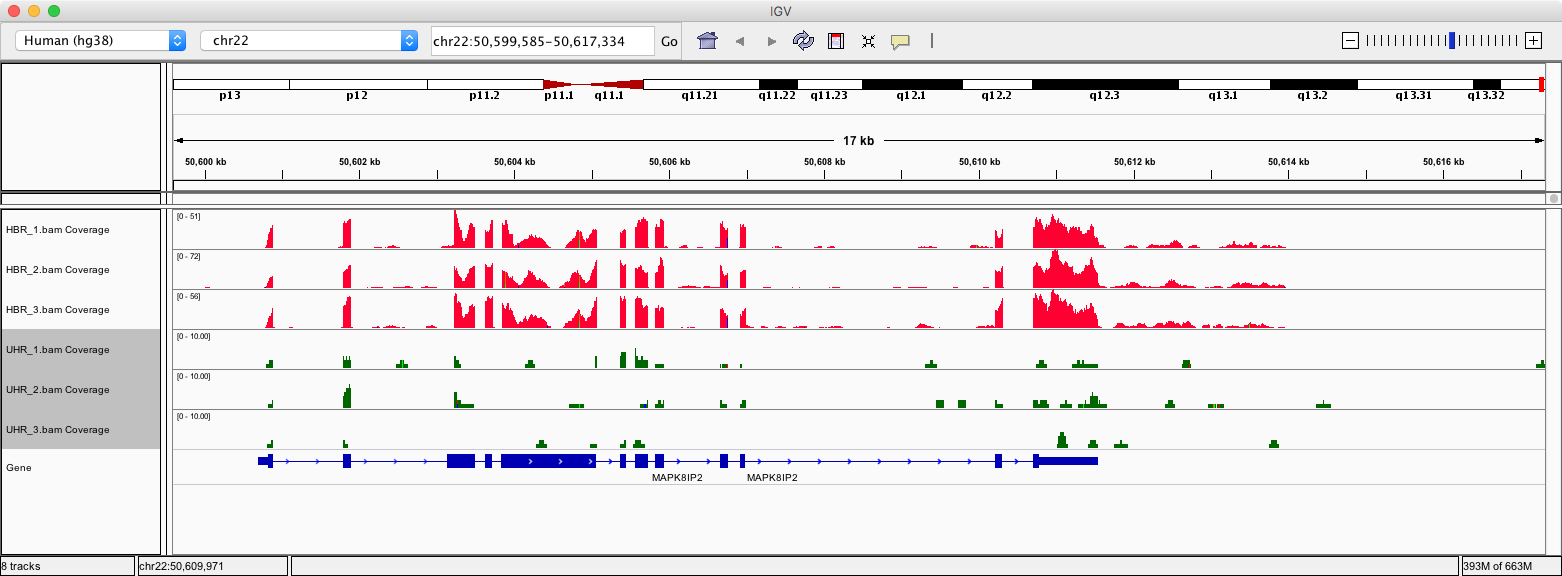 IGV
Human (hg38) chr22 chr22:50,599,585-50,617,334 Go
p13 p12 p11.2 p11.1 q11.1 q11.21 q11.22 q11.23 q12.1 q12.2 q12.3 q13.1 q13.2 q13.31 q13.32
17 kb
50,600 kb 50,602 kb 50,604 kb 50,606 kb 50,608 kb 50,610 kb 50,612 kb 50,614 kb 50,616 kb
[0 - 51]
HBR_1.bam Coverage
[0 - 72]
HBR_2.bam Coverage
[0 - 56]
HBR_3.bam Coverage
[0 - 10.00]
UHR_1.bam Coverage
[0 - 10.00]
UHR_2.bam Coverage
[0 - 10.00]
UHR_3.bam Coverage
Gene
MAPK8IP2 MAPK8IP2
8 tracks chr22:50,609,971 393M of 663M